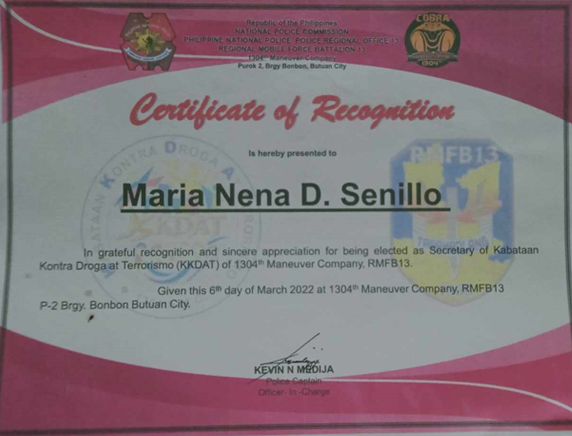 Republic of the Philippines
NATIONAL POLICE COMMISSION
PHILIPPINE NATIONAL POLICE, POLICE REGIONAL OFFICE 13
REGIONAL MOBILE FORCE BATTALION 13
1304th Maneuver Company
Purok 2, Brgy Bonbon, Butuan City
COBRA
1304
Certificate of Recognition
Is hereby presented to
KABATAAN KONTRA DROGA
KKDAT
RMFB13
Maria Nena D. Senillo
In grateful recognition and sincere appreciation for being elected as Secretary of Kabataan
Kontra Droga at Terrorismo (KKDAT) of 1304th Maneuver Company, RMFB13.
Given this 6th day of March 2022 at 1304th Maneuver Company, RMFB13
P-2 Brgy. Bonbon Butuan City.
KEVIN N MEDIJA
Police Captain
Officer- In -Charge